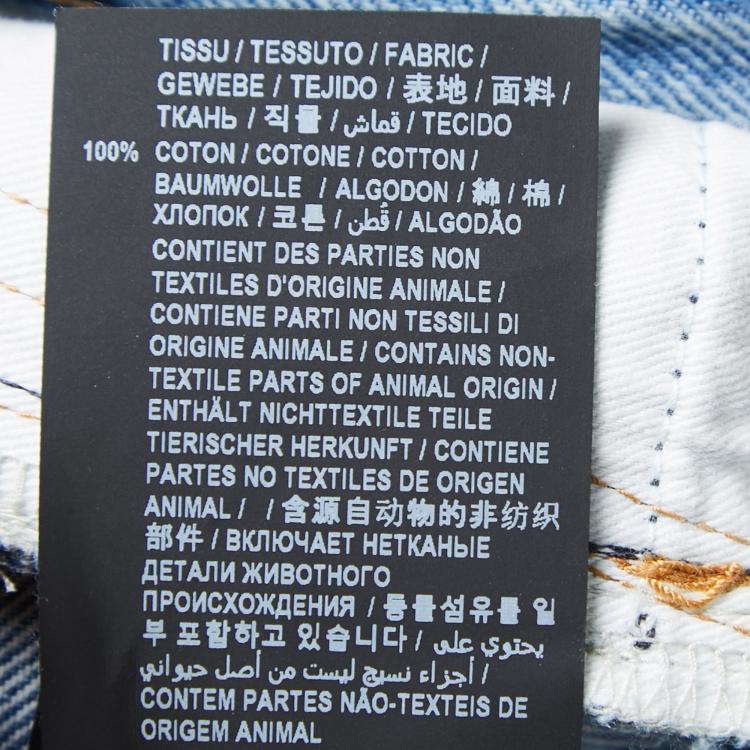 TISSU / TESSUTO / FABRIC /
GEWEBE / TEJIDO / 表地 / 面料 /
ТКАНЬ / 직물 / قماش / TECIDO
100% COTON / COTONE / COTTON /
BAUMWOLLE / ALGODON / 綿 / 棉 /
ХЛОПОК / 코튼 / قُطن / ALGODÃO
CONTIENT DES PARTIES NON
TEXTILES D'ORIGINE ANIMALE /
CONTIENE PARTI NON TESSILI DI
ORIGINE ANIMALE / CONTAINS NON-
TEXTILE PARTS OF ANIMAL ORIGIN /
ENTHÄLT NICHTTEXTILE TEILE
TIERISCHER HERKUNFT / CONTIENE
PARTES NO TEXTILES DE ORIGEN
ANIMAL / / 含源自动物的非纺织
部件 / ВКЛЮЧАЕТ НЕТКАНЫЕ
ДЕТАЛИ ЖИВОТНОГО
ПРОИСХОЖДЕНИЯ / 동물섬유를 일
부 포함하고 있습니다 / يحتوي على
أجزاء نسيج ليست من أصل حيواني /
CONTEM PARTES NÃO-TEXTEIS DE
ORIGEM ANIMAL